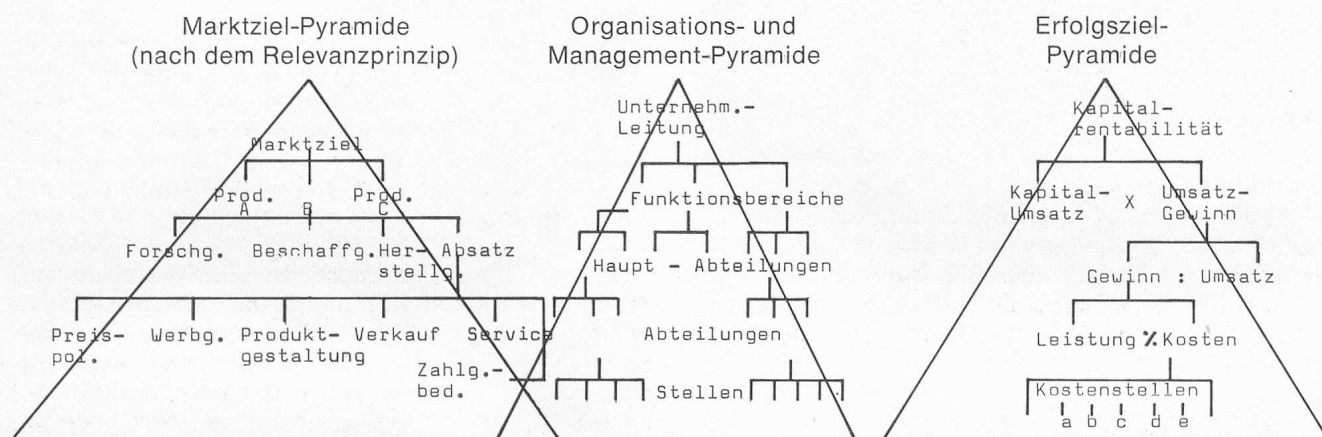 Marktziel-Pyramide
(nach dem Relevanzprinzip)
Marktziel
Prod. Prod.
A B C
Forschg. Beschaffg. Her- Absatz
stellg.
Preis- Werbg. Produkt- Verkauf Service
pol. gestaltung
Zahlg.-
bed.
Organisations- und
Management-Pyramide
Unternehm.-
Leitung
Funktionsbereiche
Haupt - Abteilungen
Abteilungen
Stellen
Erfolgsziel-
Pyramide
Kapital-
rentabilität
Kapital- X Umsatz-
Umsatz Gewinn
Gewinn : Umsatz
Leistung % Kosten
Kostenstellen
a b c d e